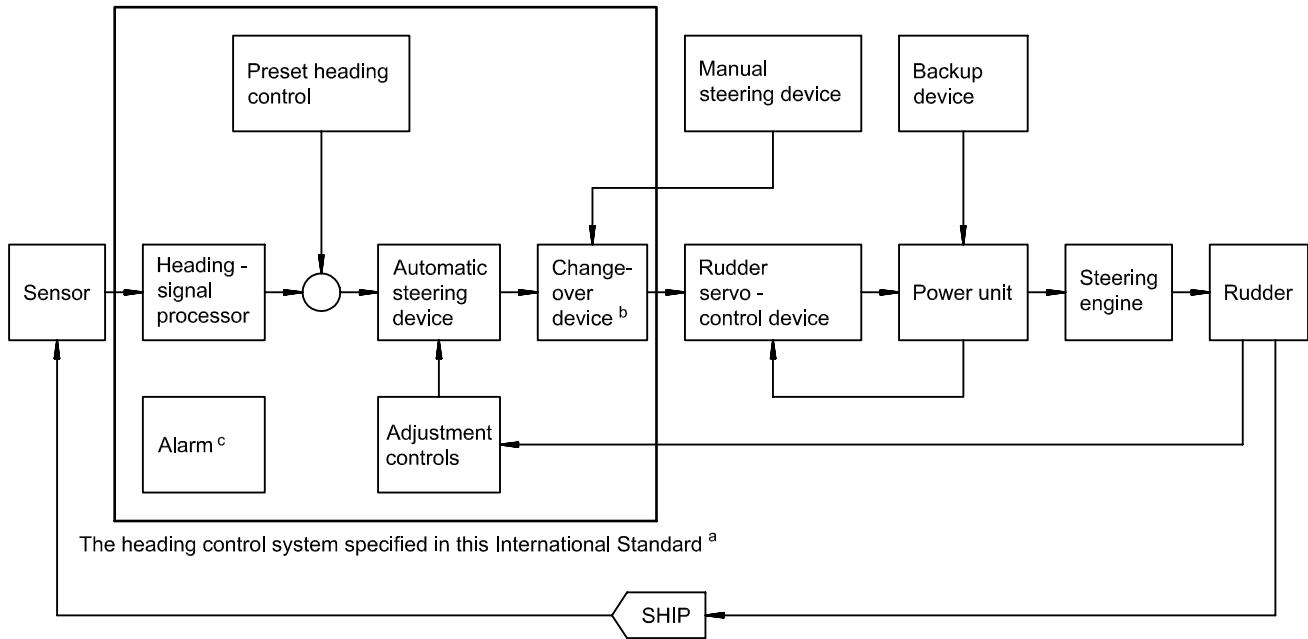 Preset heading
control
Manual
steering device
Backup
device
Sensor
Heading -
signal
processor
Automatic
steering
device
Change-
over
device b
Rudder
servo -
control device
Power unit
Steering
engine
Rudder
Alarm c
Adjustment
controls
The heading control system specified in this International Standard a
SHIP